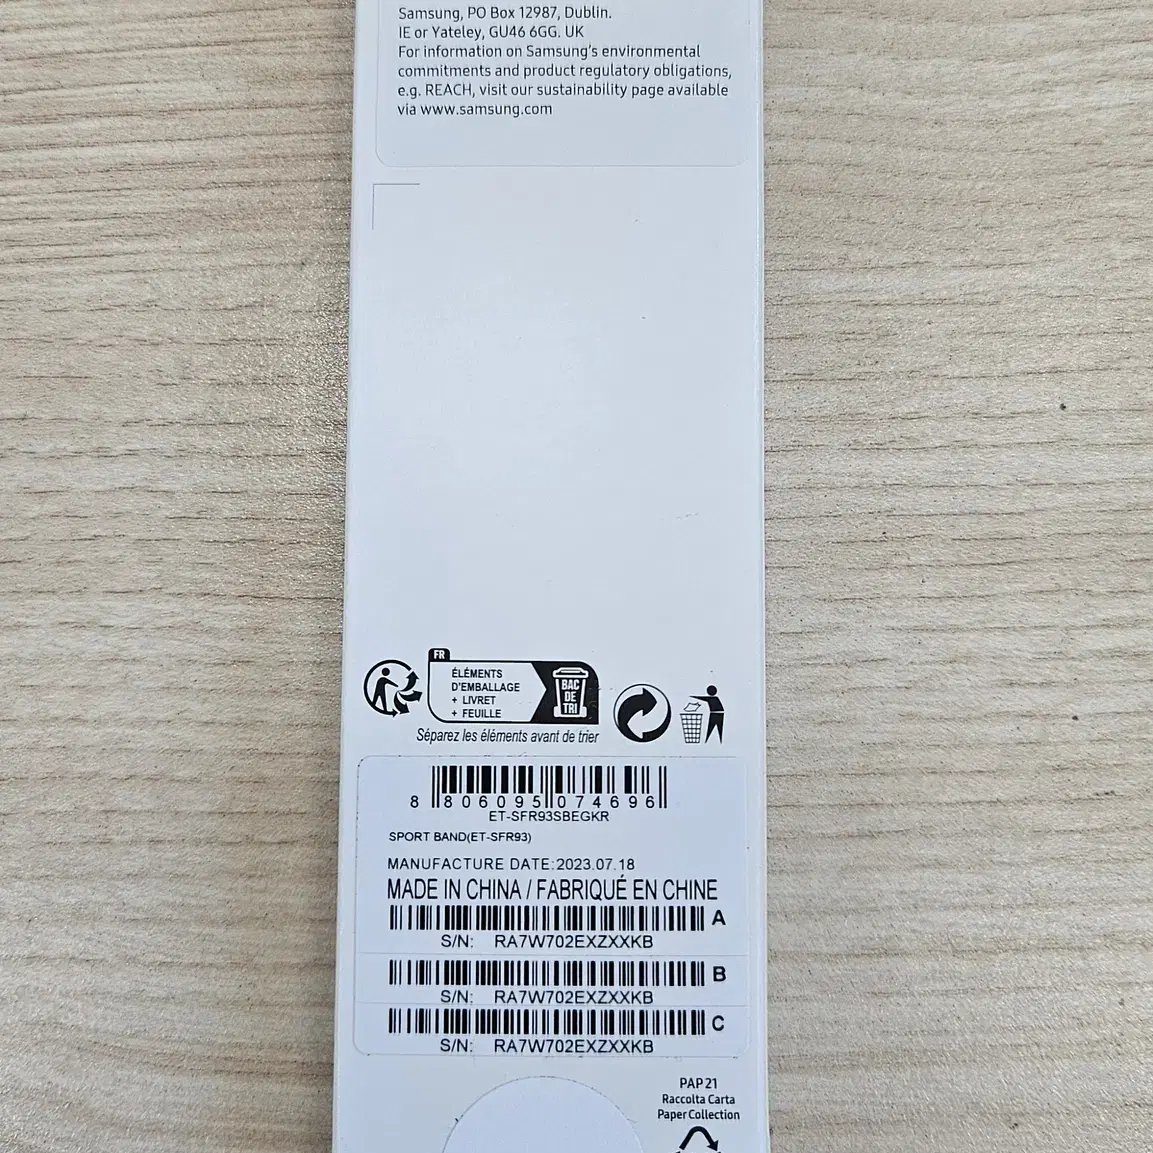 Samsung, PO Box 12987, Dublin.
IE or Yateley, GU46 6GG. UK
For information on Samsung's environmental
commitments and product regulatory obligations,
e.g. REACH, visit our sustainability page available
via www.samsung.com
FR
ÉLÉMENTS
D'EMBALLAGE
+ LIVRET
+ FEUILLE
BAC
DE
TRI
Séparez les éléments avant de trier
8 806095 074696
ET-SFR93SBEGKR
SPORT BAND(ET-SFR93)
MANUFACTURE DATE:2023.07.18
MADE IN CHINA / FABRIQUÉ EN CHINE
A
S/N: RA7W702EXZXXKB
B
S/N: RA7W702EXZXXKB
C
S/N: RA7W702EXZXXKB
PAP 21
Raccolta Carta
Paper Collection